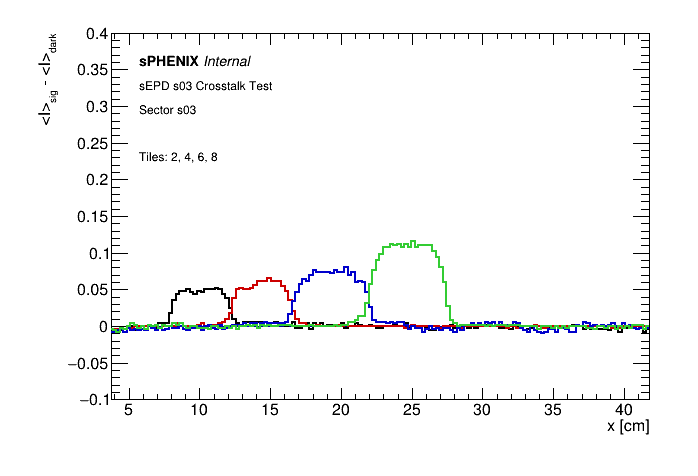 <I>sig - <I>dark
0.4
0.35
0.3
0.25
0.2
0.15
0.1
0.05
0
−0.05
−0.1
sPHENIX Internal
sEPD s03 Crosstalk Test
Sector s03
Tiles: 2, 4, 6, 8
5 10 15 20 25 30 35 40
x [cm]